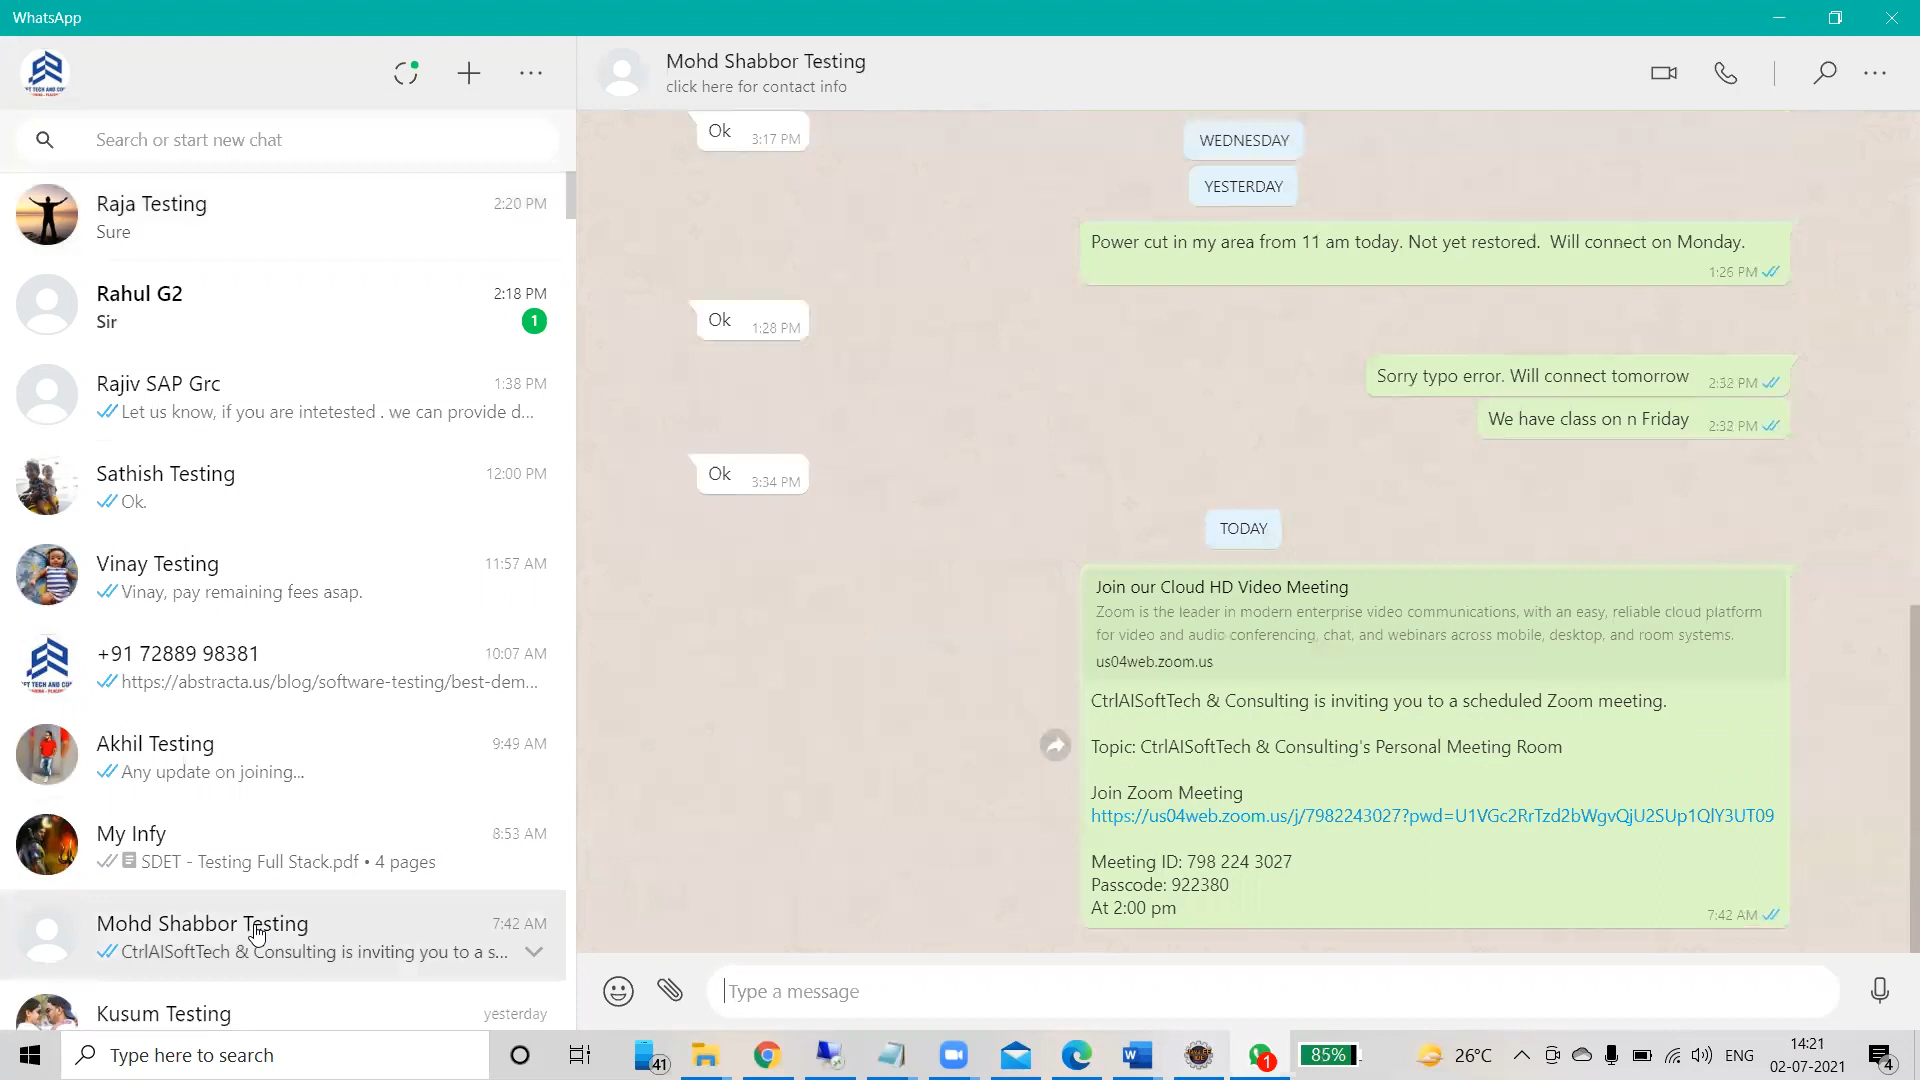 WhatsApp
Search or start new chat
Raja Testing
2:20 PM
Sure
Rahul G2
2:18 PM
Sir
1
Rajiv SAP Grc
1:38 PM
Let us know, if you are intetested . we can provide d...
Sathish Testing
12:00 PM
Ok.
Vinay Testing
11:57 AM
Vinay, pay remaining fees asap.
+91 72889 98381
10:07 AM
https://abstracta.us/blog/software-testing/best-dem...
Akhil Testing
9:49 AM
Any update on joining...
My Infy
8:53 AM
SDET - Testing Full Stack.pdf • 4 pages
Mohd Shabbor Testing
7:42 AM
CtrlAISoftTech & Consulting is inviting you to a s...
Kusum Testing
yesterday
Mohd Shabbor Testing
click here for contact info
Ok
3:17 PM
WEDNESDAY
YESTERDAY
Power cut in my area from 11 am today. Not yet restored.  Will connect on Monday.
1:26 PM
Ok
1:28 PM
Sorry typo error. Will connect tomorrow
2:32 PM
We have class on n Friday
2:32 PM
Ok
3:34 PM
TODAY
Join our Cloud HD Video Meeting
Zoom is the leader in modern enterprise video communications, with an easy, reliable cloud platform
for video and audio conferencing, chat, and webinars across mobile, desktop, and room systems.
us04web.zoom.us
CtrlAISoftTech & Consulting is inviting you to a scheduled Zoom meeting.
Topic: CtrlAISoftTech & Consulting's Personal Meeting Room
Join Zoom Meeting
https://us04web.zoom.us/j/7982243027?pwd=U1VGc2RrTzd2bWgvQjU2SUp1QlY3UT09
Meeting ID: 798 224 3027
Passcode: 922380
At 2:00 pm
7:42 AM
Type a message
Type here to search
41
1
85%
26°C
ENG
14:21
02-07-2021
4